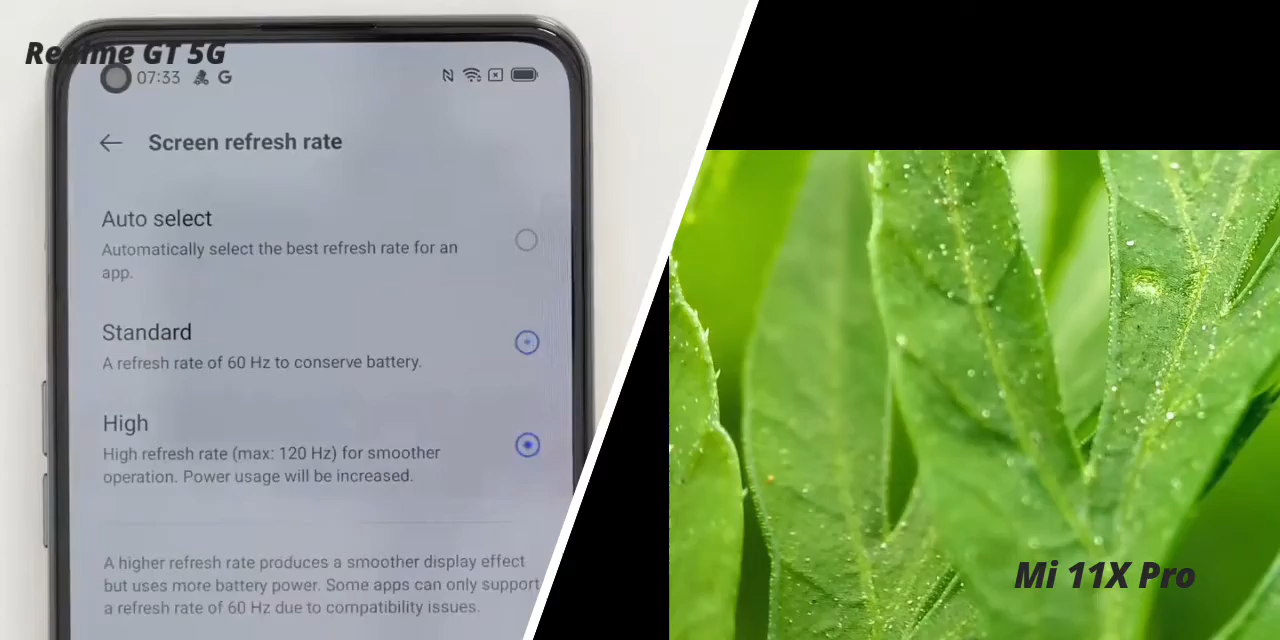 Realme GT 5G
07:33
Screen refresh rate
Auto select
Automatically select the best refresh rate for an
app.
Standard
A refresh rate of 60 Hz to conserve battery.
High
High refresh rate (max: 120 Hz) for smoother
operation. Power usage will be increased.
A higher refresh rate produces a smoother display effect
but uses more battery power. Some apps can only support
a refresh rate of 60 Hz due to compatibility issues.
Mi 11X Pro